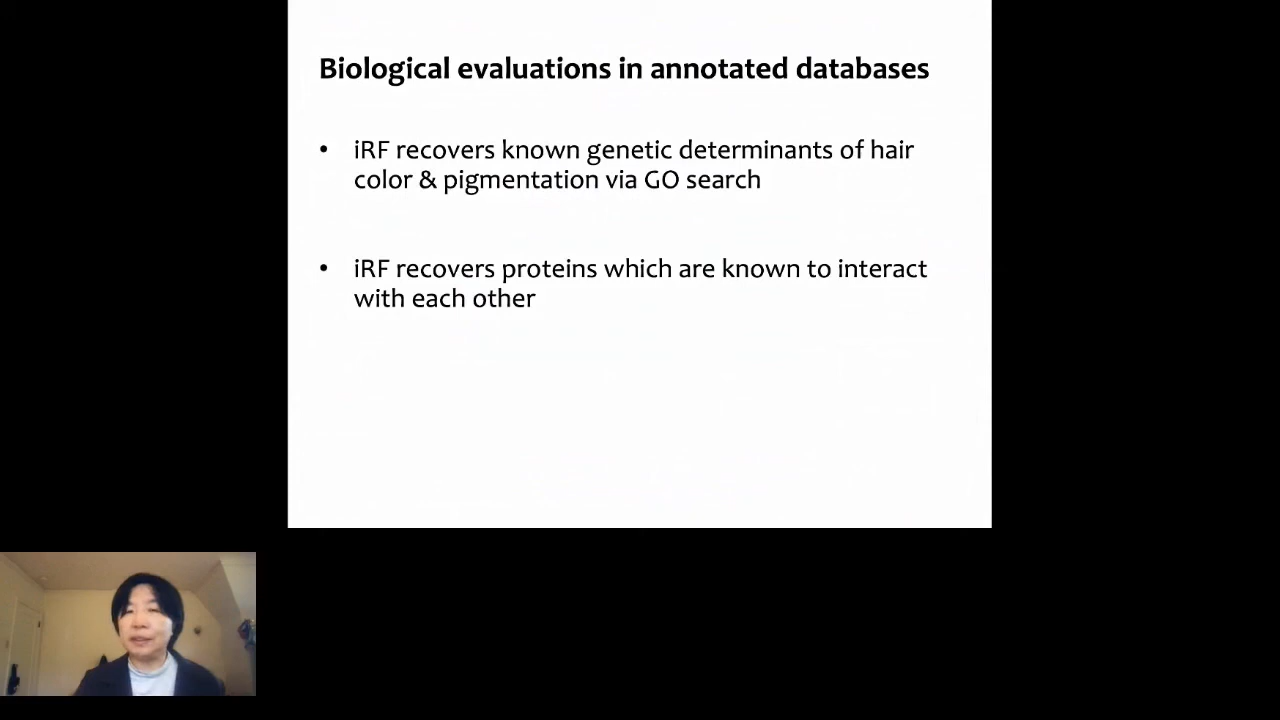 Biological evaluations in annotated databases
• iRF recovers known genetic determinants of hair
color & pigmentation via GO search
• iRF recovers proteins which are known to interact
with each other